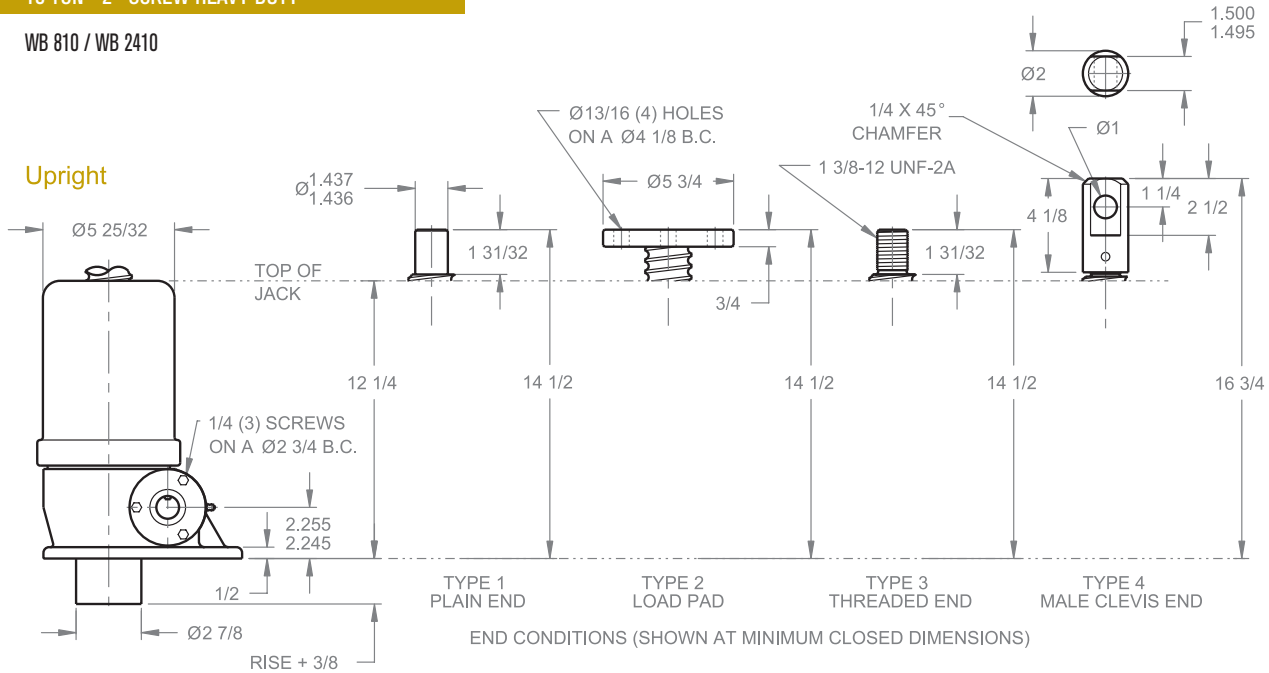 WB 810 / WB 2410
Upright
Ø5 25/32
TOP OF
JACK
1/4 (3) SCREWS
ON A Ø2 3/4 B.C.
2.255
2.245
1/2
Ø2 7/8
RISE + 3/8
12 1/4
Ø1.437
1.436
1 31/32
14 1/2
TYPE 1
PLAIN END
Ø13/16 (4) HOLES
ON A Ø4 1/8 B.C.
Ø5 3/4
3/4
14 1/2
TYPE 2
LOAD PAD
1 3/8-12 UNF-2A
1 31/32
14 1/2
TYPE 3
THREADED END
1.500
1.495
Ø2
1/4 X 45°
CHAMFER
Ø1
4 1/8
1 1/4
2 1/2
16 3/4
TYPE 4
MALE CLEVIS END
END CONDITIONS (SHOWN AT MINIMUM CLOSED DIMENSIONS)